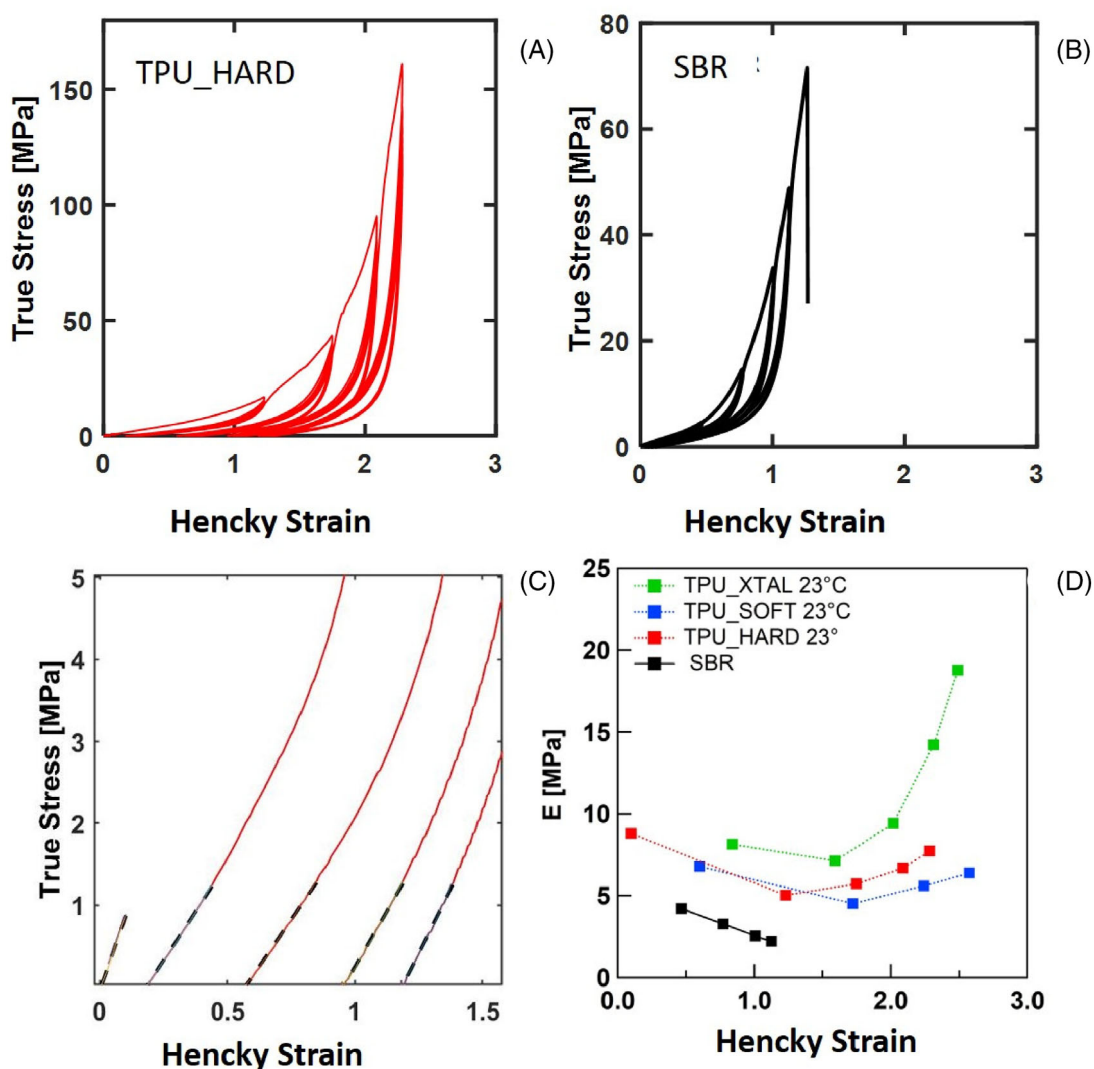 (A)
TPU_HARD
True Stress [MPa]
150
100
50
0
0 1 2 3
Hencky Strain
(B)
SBR
True Stress [MPa]
80
60
40
20
0
0 1 2 3
Hencky Strain
(C)
True Stress [MPa]
5
4
3
2
1
0 0.5 1 1.5
Hencky Strain
(D)
TPU_XTAL 23°C
TPU_SOFT 23°C
TPU_HARD 23°
SBR
E [MPa]
25
20
15
10
5
0
0.0 1.0 2.0 3.0
Hencky Strain